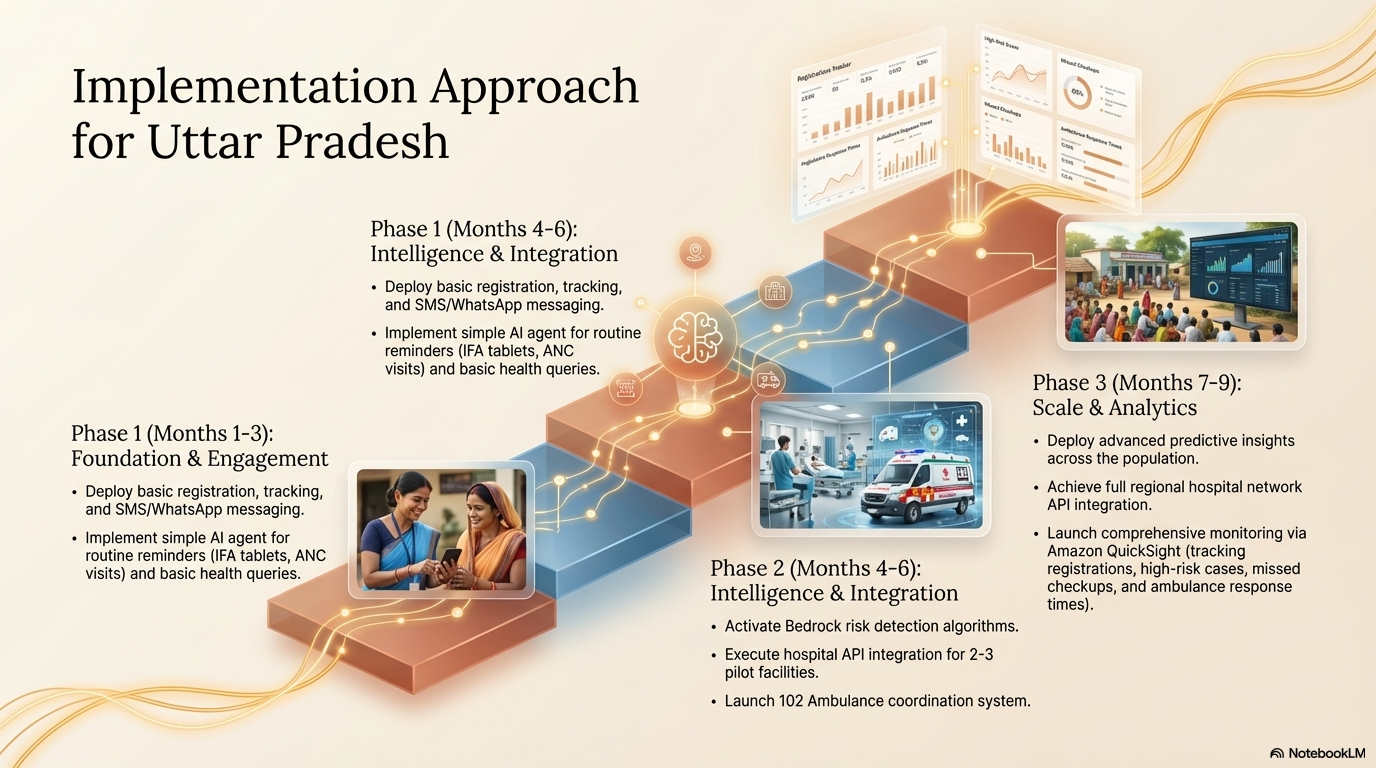 Implementation Approach
for Uttar Pradesh
Phase 1 (Months 4-6):
Intelligence & Integration
• Deploy basic registration, tracking,
and SMS/WhatsApp messaging.
• Implement simple AI agent for routine
reminders (IFA tablets, ANC
visits) and basic health queries.
Phase 1 (Months 1-3):
Foundation & Engagement
• Deploy basic registration, tracking,
and SMS/WhatsApp messaging.
• Implement simple AI agent for
routine reminders (IFA tablets, ANC
visits) and basic health queries.
Phase 2 (Months 4-6):
Intelligence & Integration
• Activate Bedrock risk detection algorithms.
• Execute hospital API integration for 2-3
pilot facilities.
• Launch 102 Ambulance coordination system.
Phase 3 (Months 7-9):
Scale & Analytics
• Deploy advanced predictive insights
across the population.
• Achieve full regional hospital network
API integration.
• Launch comprehensive monitoring via
Amazon QuickSight (tracking
registrations, high-risk cases, missed
checkups, and ambulance response
times).
NotebookLM